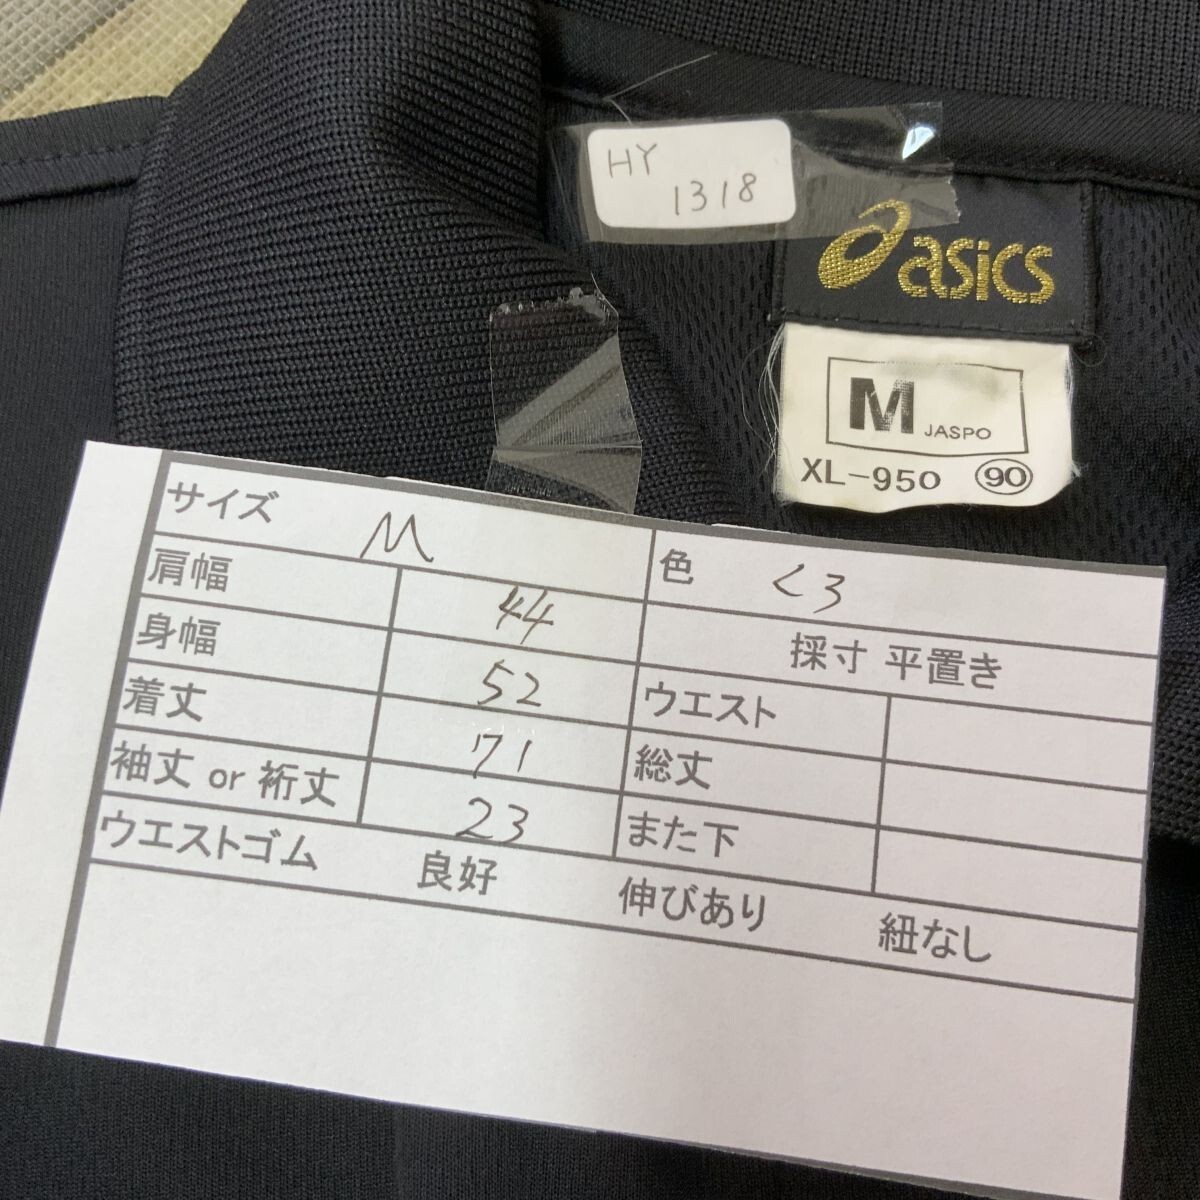 HY
1318
asics
M JASPO
XL-950 90
サイズ M 色 くろ
肩幅 44 採寸 平置き
身幅 52 ウエスト
着丈 71 総丈
袖丈 or 裄丈 23 また下
ウエストゴム 良好 伸びあり 紐なし